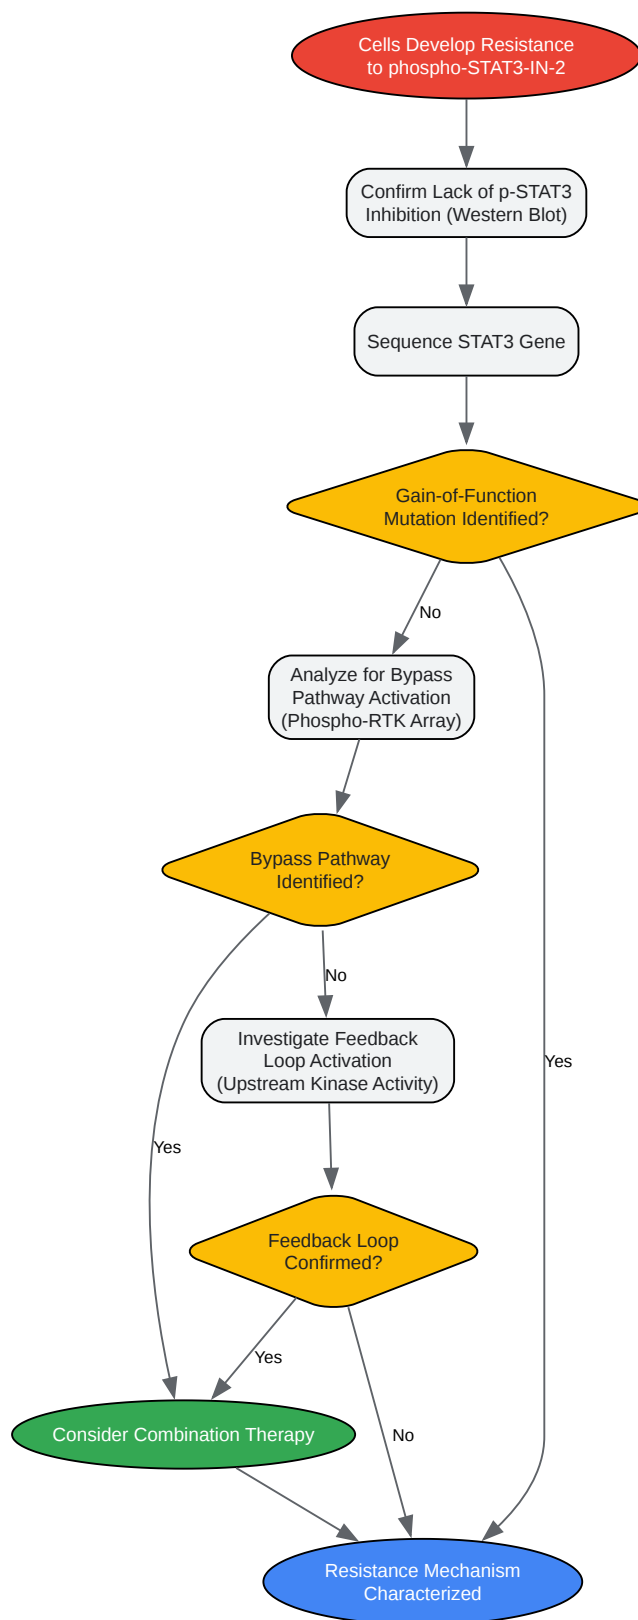 Cells Develop Resistance
to phospho-STAT3-IN-2
Confirm Lack of p-STAT3
Inhibition (Western Blot)
Sequence STAT3 Gene
Gain-of-Function
Mutation Identified?
No
Analyze for Bypass
Pathway Activation
(Phospho-RTK Array)
Bypass Pathway
Identified?
No
Investigate Feedback
Loop Activation
(Upstream Kinase Activity)
Yes
Yes
Feedback Loop
Confirmed?
Yes
No
Consider Combination Therapy
Resistance Mechanism
Characterized